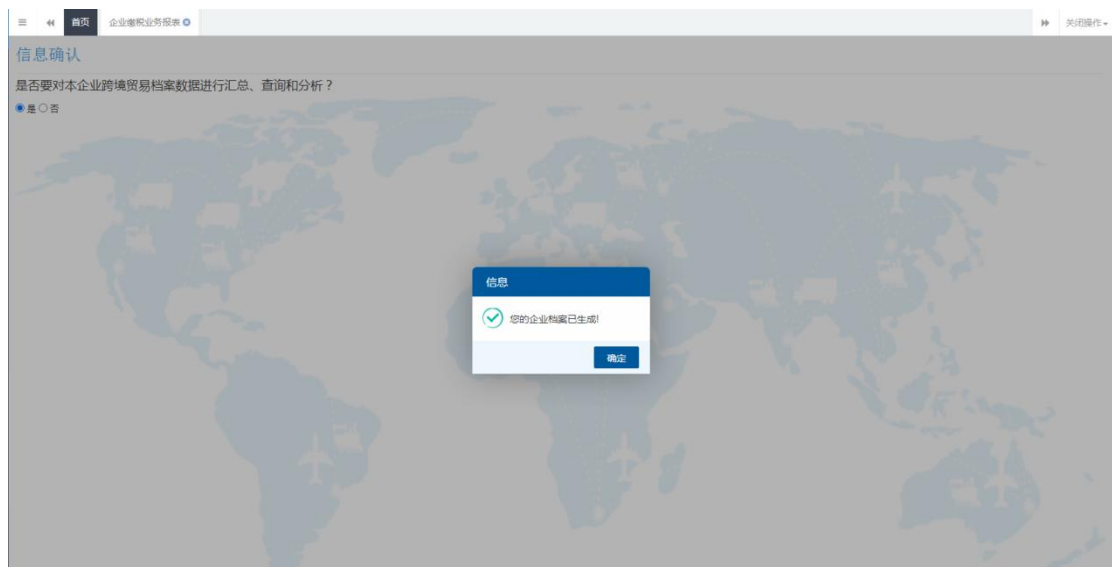 首页 企业缴税业务报表 关闭操作
信息确认
是否要对本企业跨境贸易档案数据进行汇总、查询和分析？
是 否
信息
您的企业档案已生成!
确定